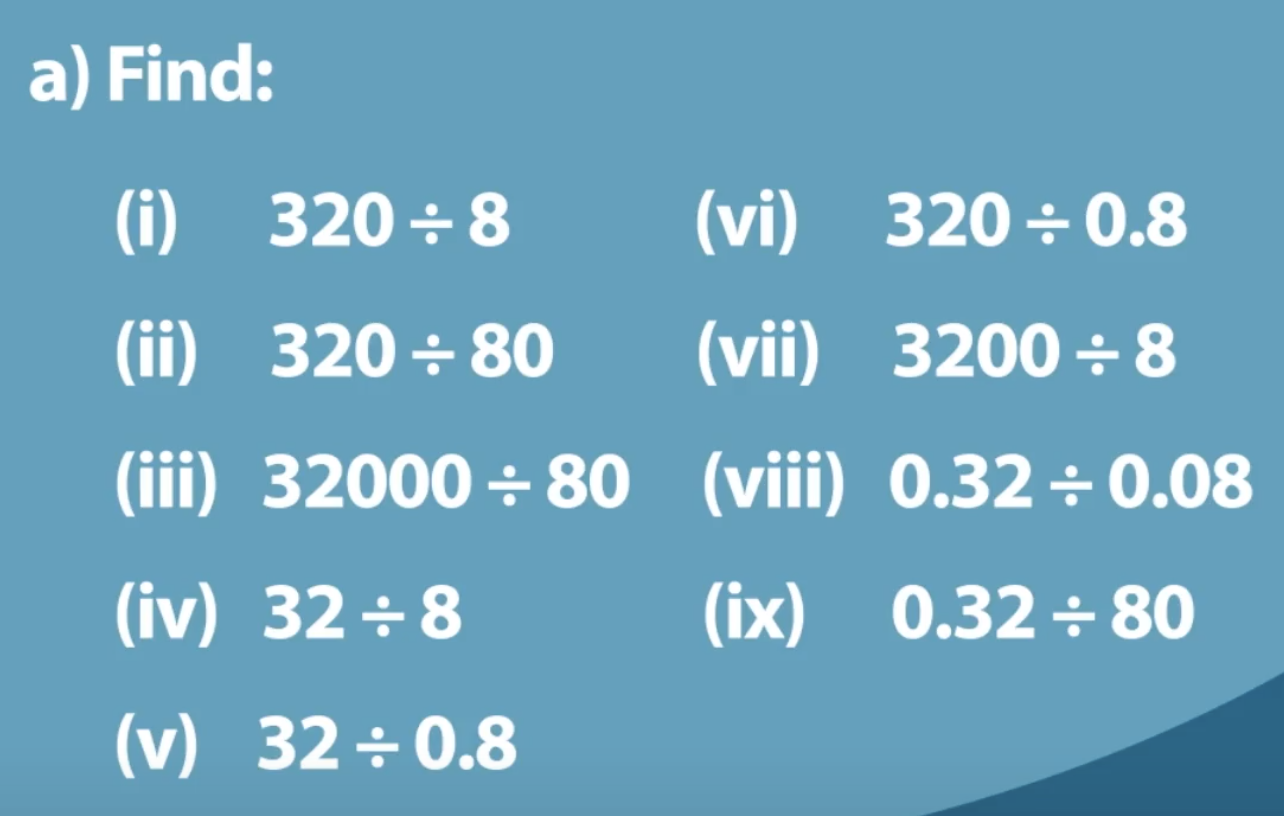 a) Find:
(i) 320 ÷ 8
(ii) 320 ÷ 80
(iii) 32000 ÷ 80
(iv) 32 ÷ 8
(v) 32 ÷ 0.8
(vi) 320 ÷ 0.8
(vii) 3200 ÷ 8
(viii) 0.32 ÷ 0.08
(ix) 0.32 ÷ 80